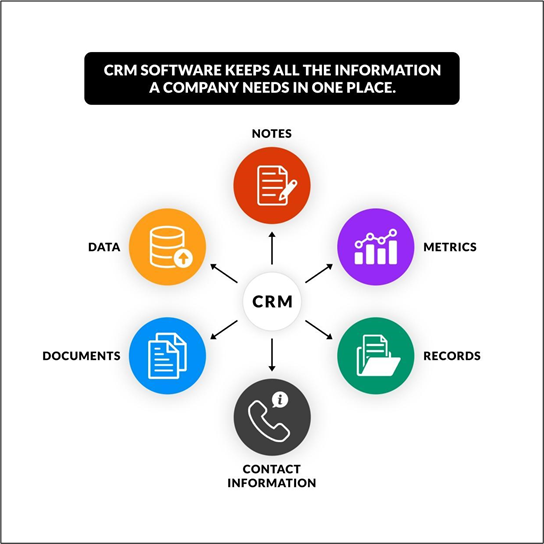 CRM SOFTWARE KEEPS ALL THE INFORMATION
A COMPANY NEEDS IN ONE PLACE.
NOTES
DATA
METRICS
CRM
DOCUMENTS
RECORDS
i
CONTACT
INFORMATION